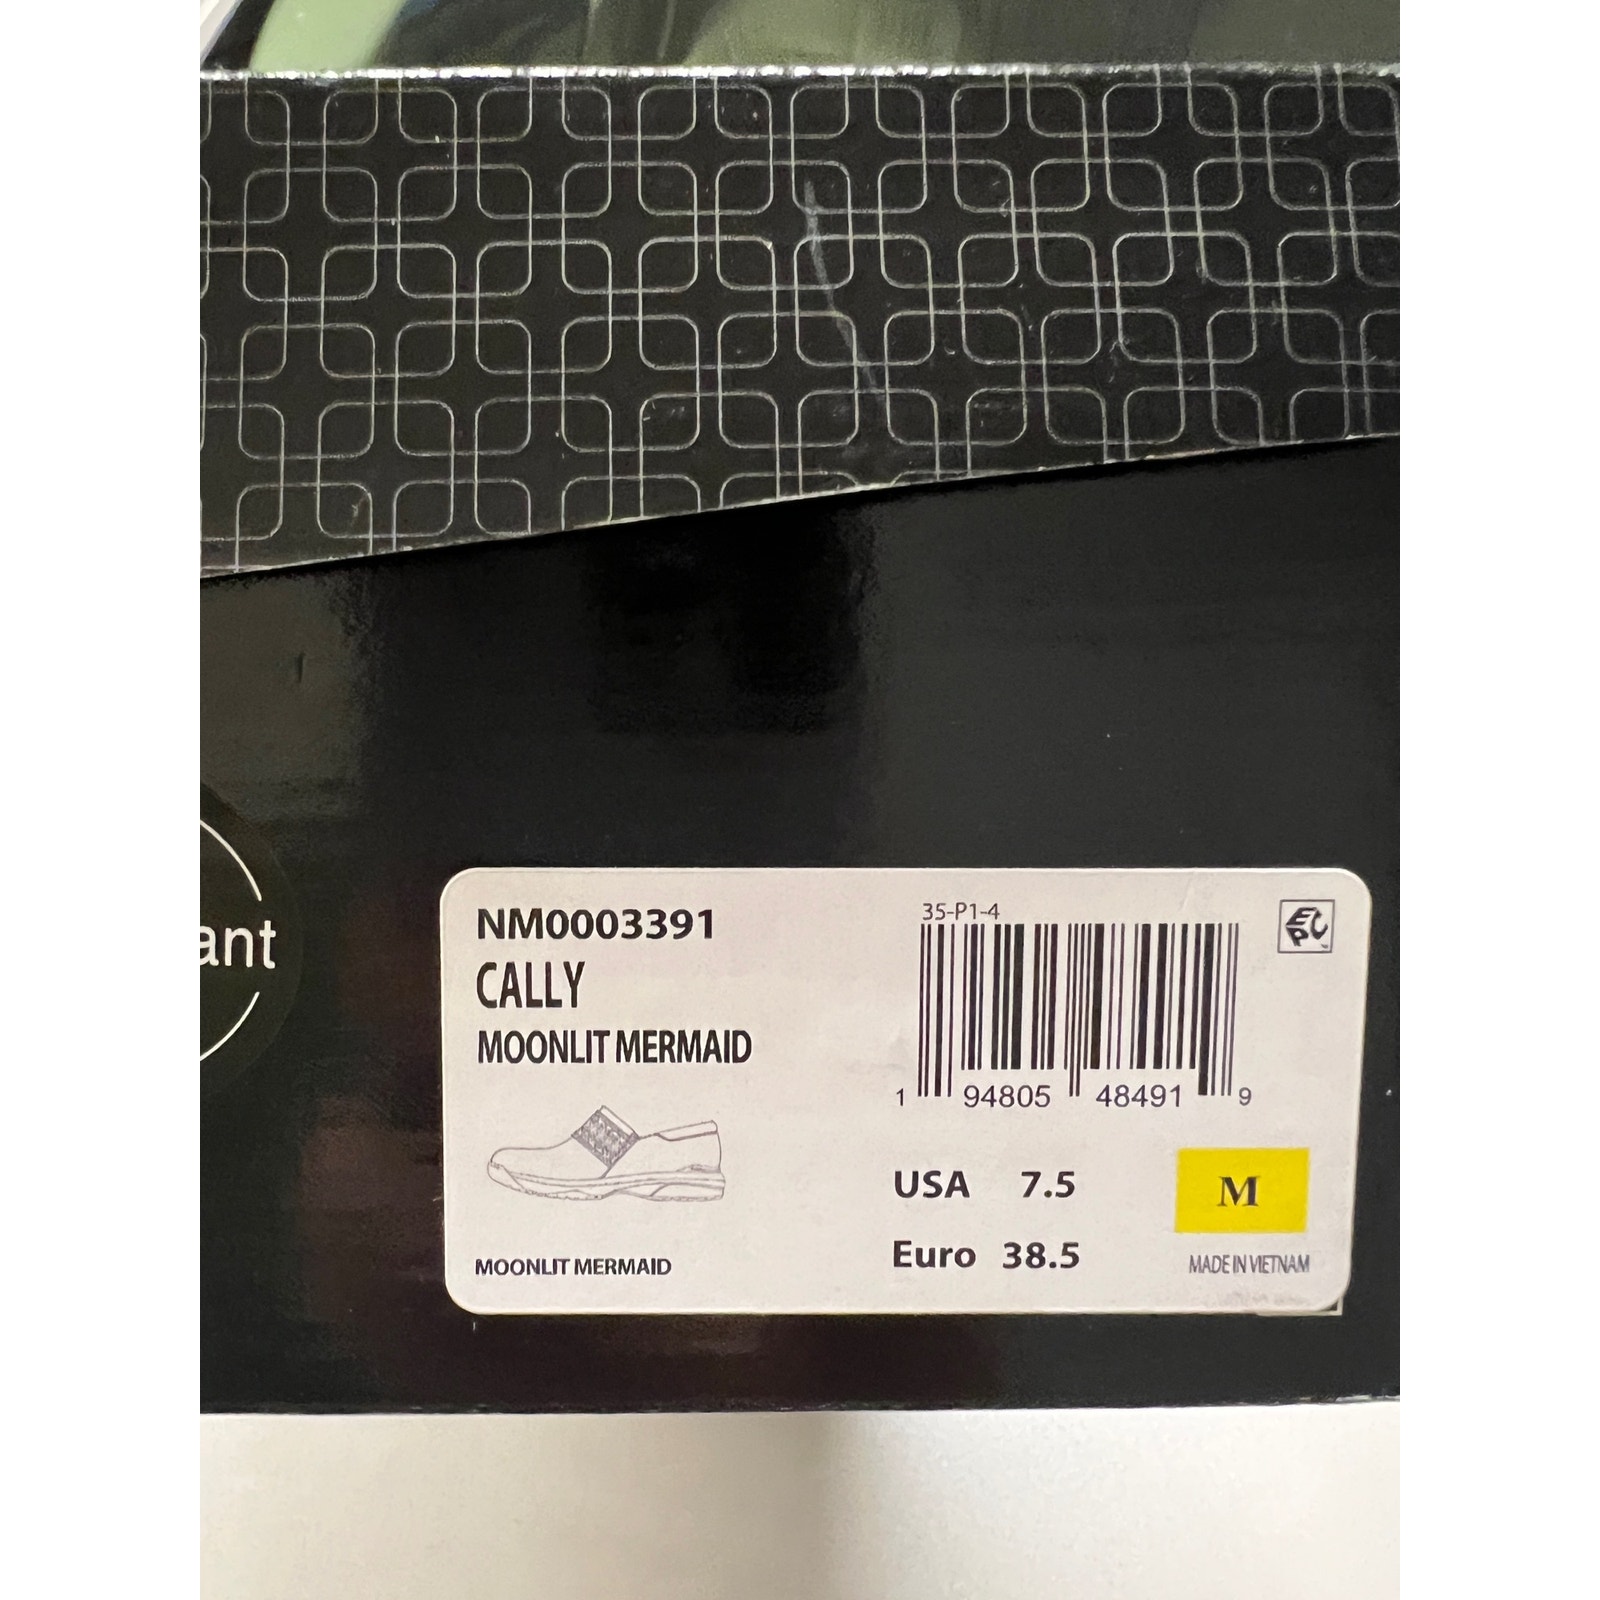 ant
NM0003391
CALLY
MOONLIT MERMAID
35-P1-4
1 94805 48491 9
USA 7.5
M
Euro 38.5
MOONLIT MERMAID
MADE IN VIETNAM